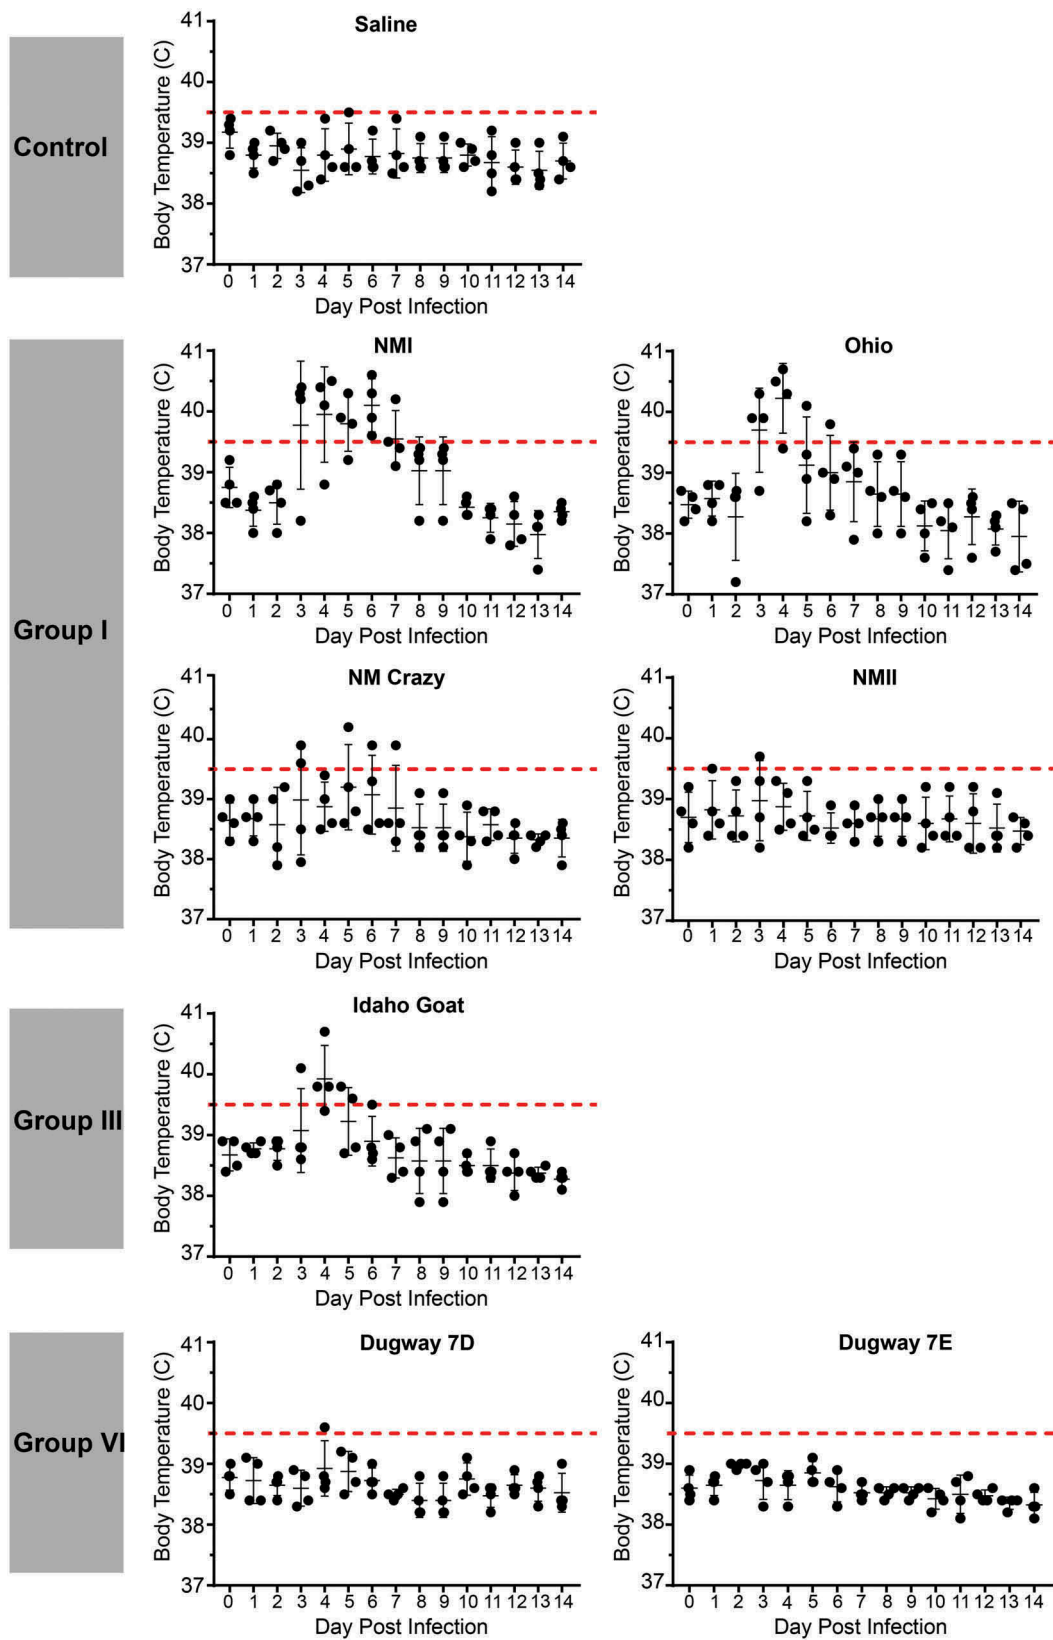 Control
Saline
Body Temperature (C)
41
40
39
38
37
0 1 2 3 4 5 6 7 8 9 10 11 12 13 14
Day Post Infection
Group I
NMI
Body Temperature (C)
41
40
39
38
37
0 1 2 3 4 5 6 7 8 9 10 11 12 13 14
Day Post Infection
Ohio
Body Temperature (C)
41
40
39
38
37
0 1 2 3 4 5 6 7 8 9 10 11 12 13 14
Day Post Infection
NM Crazy
Body Temperature (C)
41
40
39
38
37
0 1 2 3 4 5 6 7 8 9 10 11 12 13 14
Day Post Infection
NMII
Body Temperature (C)
41
40
39
38
37
0 1 2 3 4 5 6 7 8 9 10 11 12 13 14
Day Post Infection
Group III
Idaho Goat
Body Temperature (C)
41
40
39
38
37
0 1 2 3 4 5 6 7 8 9 10 11 12 13 14
Day Post Infection
Group VI
Dugway 7D
Body Temperature (C)
41
40
39
38
37
0 1 2 3 4 5 6 7 8 9 10 11 12 13 14
Day Post Infection
Dugway 7E
Body Temperature (C)
41
40
39
38
37
0 1 2 3 4 5 6 7 8 9 10 11 12 13 14
Day Post Infection